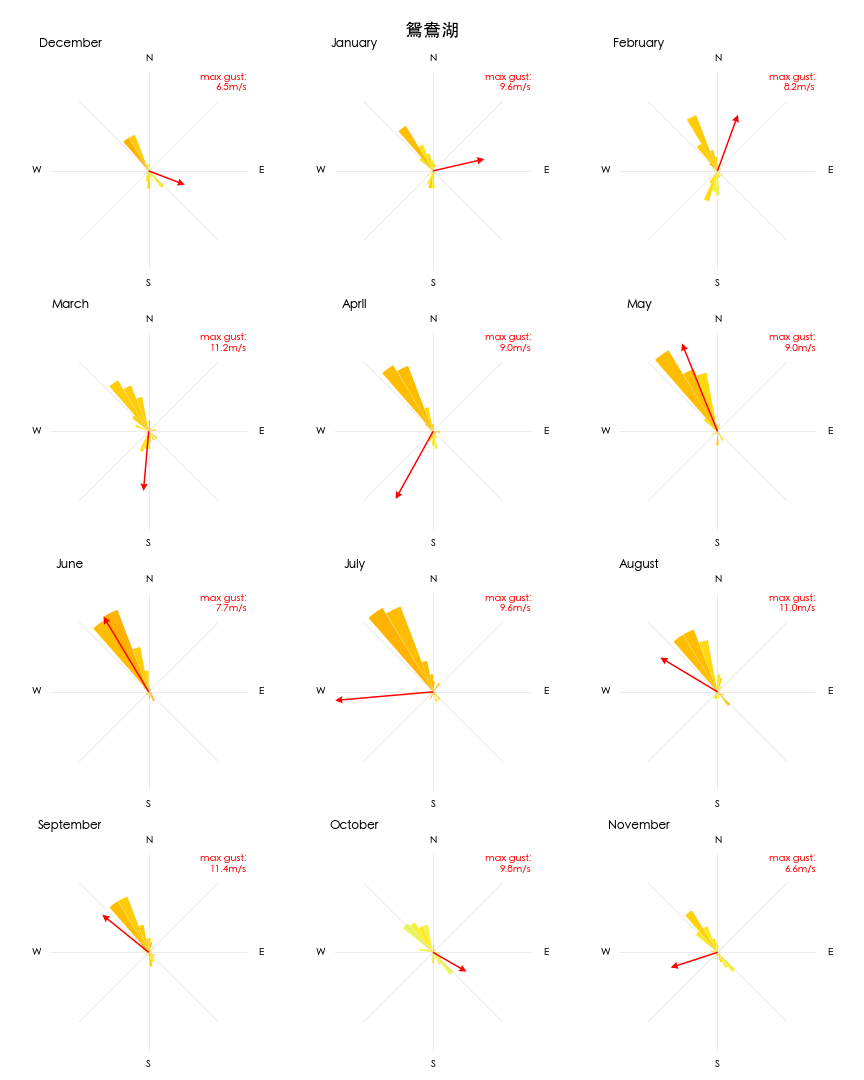 鴛鴦湖
December
N
max gust:
6.5m/s
W
E
S
January
N
max gust:
9.6m/s
W
E
S
February
N
max gust:
8.2m/s
W
E
S
March
N
max gust:
11.2m/s
W
E
S
April
N
max gust:
9.0m/s
W
E
S
May
N
max gust:
9.0m/s
W
E
S
June
N
max gust:
7.7m/s
W
E
S
July
N
max gust:
9.6m/s
W
E
S
August
N
max gust:
11.0m/s
W
E
S
September
N
max gust:
11.4m/s
W
E
S
October
N
max gust:
9.8m/s
W
E
S
November
N
max gust:
6.6m/s
W
E
S